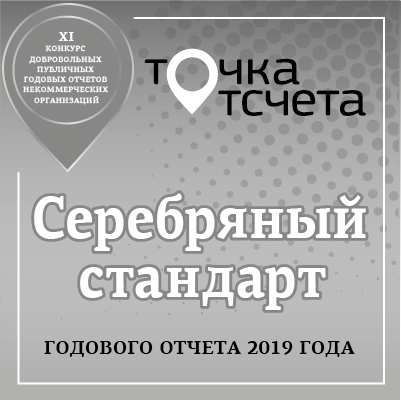 XI
КОНКУРС
ДОБРОВОЛЬНЫХ
ПУБЛИЧНЫХ
ГОДОВЫХ ОТЧЕТОВ
НЕКОММЕРЧЕСКИХ
ОРГАНИЗАЦИЙ
точка
отсчета
Серебряный
стандарт
ГОДОВОГО ОТЧЕТА 2019 ГОДА